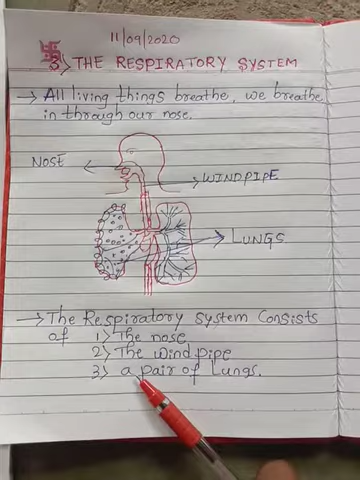 11/09/2020
3) THE RESPIRATORY SYSTEM
→ All living things breathe, we breathe
in through our nose.
NOSE
WINDPIPE
LUNGS
→ The Respiratory system Consists
of 1) The nose
2) The wind pipe
3) a pair of Lungs.